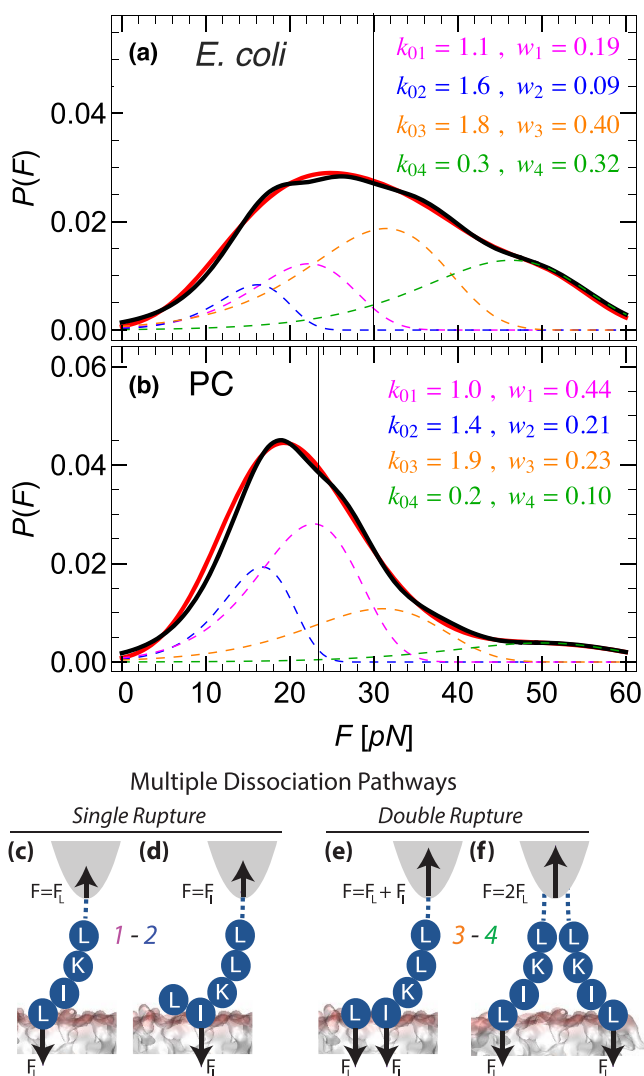 (a) E. coli
k01 = 1.1 , w1 = 0.19
k02 = 1.6 , w2 = 0.09
k03 = 1.8 , w3 = 0.40
k04 = 0.3 , w4 = 0.32
P(F)
0.04
0.02
0.00
(b) PC
k01 = 1.0 , w1 = 0.44
k02 = 1.4 , w2 = 0.21
k03 = 1.9 , w3 = 0.23
k04 = 0.2 , w4 = 0.10
P(F)
0.06
0.04
0.02
0.00
0 10 20 30 40 50 60
F [pN]
Multiple Dissociation Pathways
Single Rupture Double Rupture
(c) (d) (e) (f)
F=FL F=FI F=FL + FI F=2FL
1 - 2 3 - 4
L K I L
L L K I L
L K L I L
L K I L L K I L
FL FI FL FI FL FL